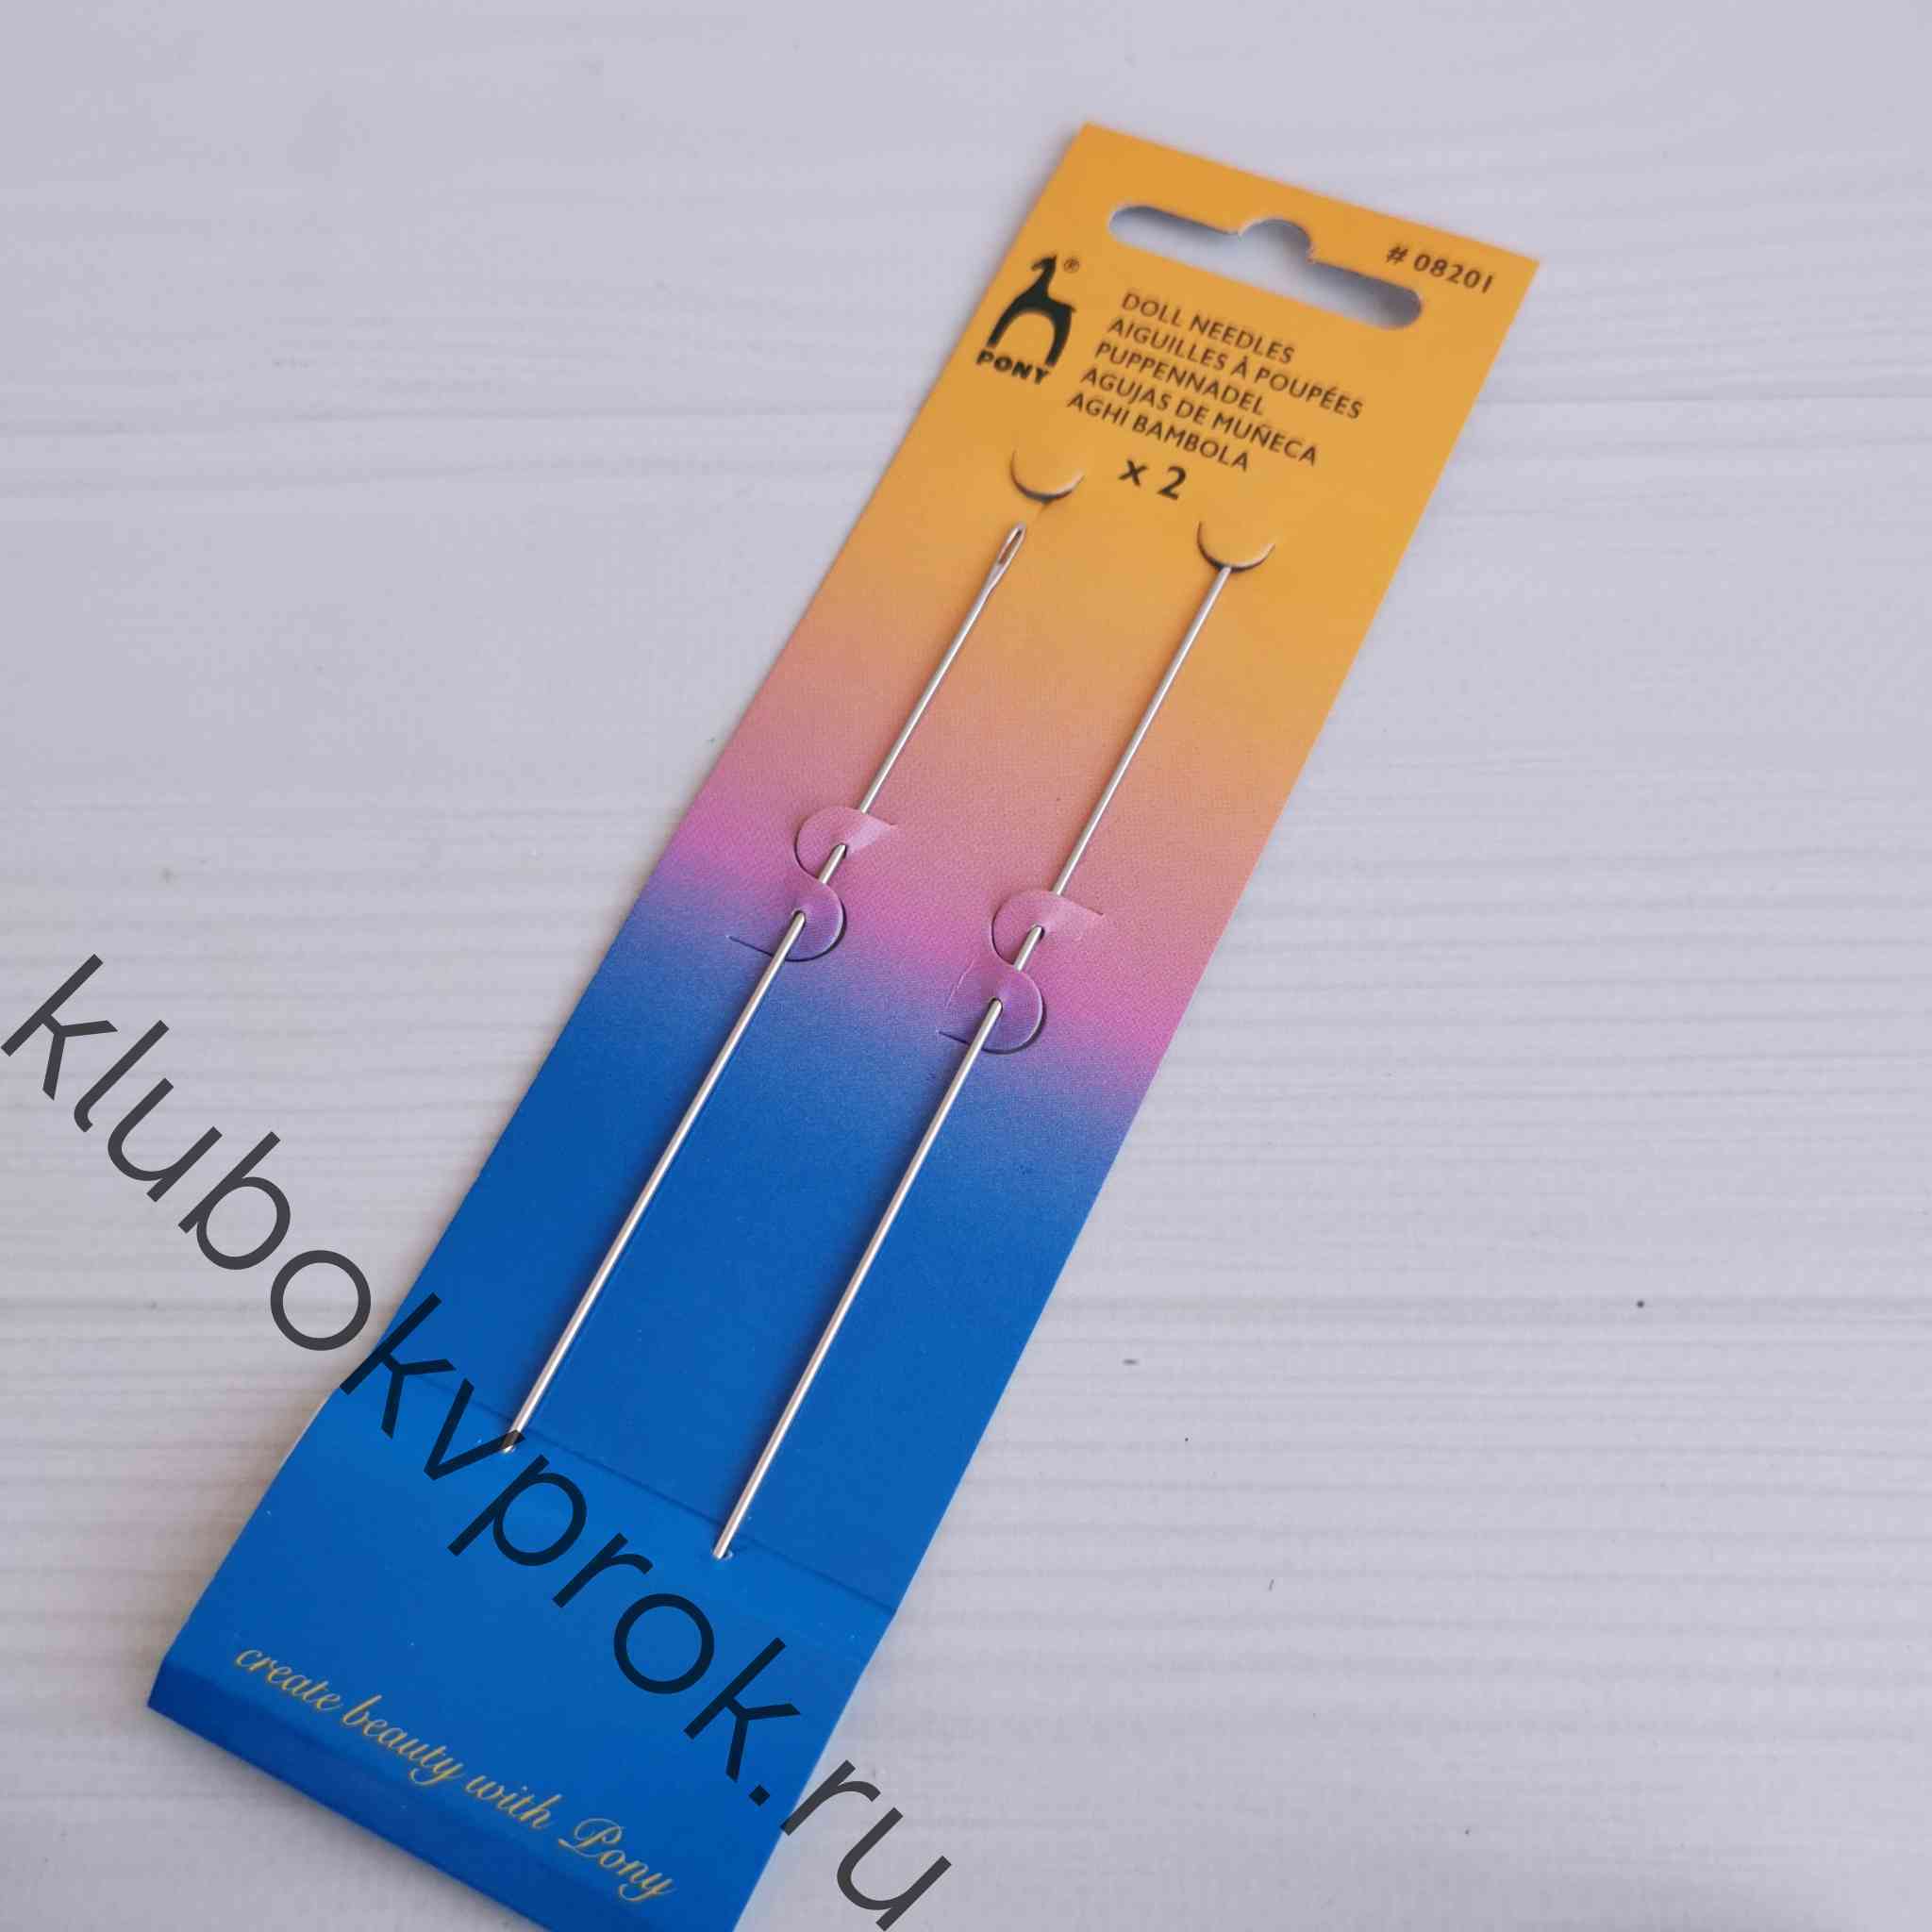 # 08201
PONY®
DOLL NEEDLES
AIGUILLES À POUPÉES
PUPPENNADEL
AGUJAS DE MUÑECA
AGHI BAMBOLA
x 2
klubokvprok.ru
create beauty with Pony